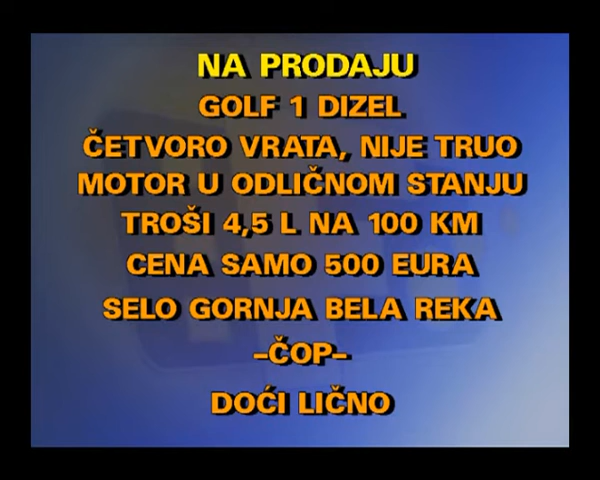 NA PRODAJU
GOLF 1 DIZEL
ČETVORO VRATA, NIJE TRUO
MOTOR U ODLIČNOM STANJU
TROŠI 4,5 L NA 100 KM
CENA SAMO 500 EURA
SELO GORNJA BELA REKA
–ČOP–
DOĆI LIČNO